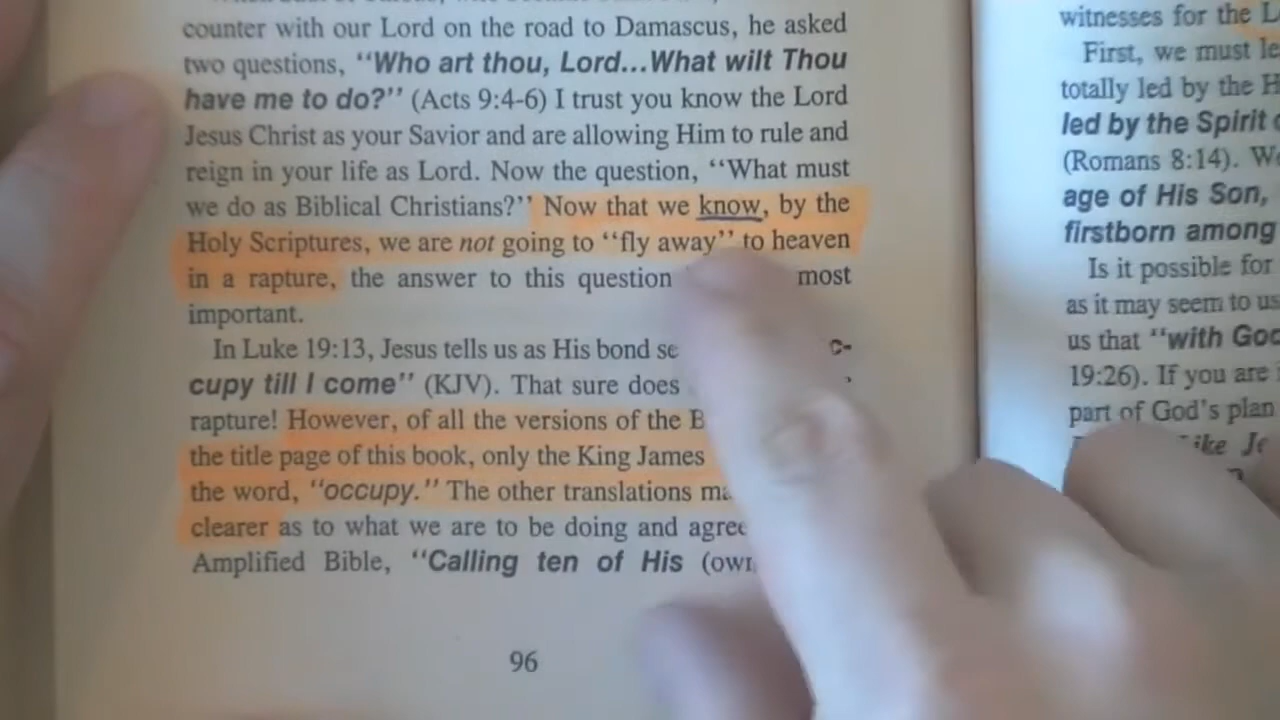 counter with our Lord on the road to Damascus, he asked
two questions, “Who art thou, Lord...What wilt Thou
have me to do?” (Acts 9:4-6) I trust you know the Lord
Jesus Christ as your Savior and are allowing Him to rule and
reign in your life as Lord. Now the question, “What must
we do as Biblical Christians?” Now that we know, by the
Holy Scriptures, we are not going to “fly away” to heaven
in a rapture, the answer to this question most
important.
In Luke 19:13, Jesus tells us as His bond
cupy till I come” (KJV). That sure does
rapture! However, of all the versions of the
the title page of this book, only the King James
the word, “occupy.” The other translations
clearer as to what we are to be doing and
Amplified Bible, “Calling ten of His
96
witnesses for the
First, we must
totally led by the
led by the Spirit
(Romans 8:14).
age of His Son,
firstborn among
Is it possible for
as it may seem to us
us that “with
19:26). If you are
part of God's plan